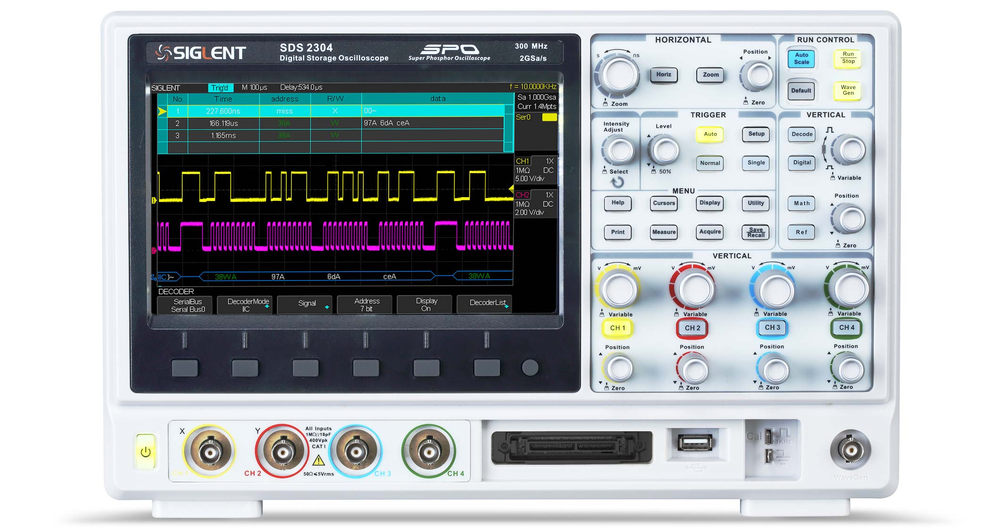 SIGLENT
SDS 2304
Digital Storage Oscilloscope
SPO
Super Phosphor Oscilloscope
300 MHz
2GSa/s
SIGLENT Trig'd M 100µs Delay:534.0µs f = 10.0000KHz
Sa 1.000Gsa
Curr 1.4Mpts
Ser0
No Time address R/W data
1 227.600ns miss X 00~
2 166.119us 38A W 97A 6dA ceA
3 1.165ms 38A W
CH1 1X
1MΩ DC
5.00 V/div
CH2 1X
1MΩ DC
2.00 V/div
1
2
S0 IIC )~ 38WA 97A 6dA ceA 38WA
DECODER
SerialBus
Serial Bus0
DecoderMode
IIC
Signal
Address
7 bit
Display
On
DecoderList
HORIZONTAL
s ns
Zoom
Horiz
Zoom
Position
Zero
RUN CONTROL
Auto
Scale
Run
Stop
Default
Wave
Gen
Intensity
Adjust
Select
TRIGGER
Level
50%
Auto
Setup
Normal
Single
VERTICAL
Decode
Digital
Variable
Math
Ref
Position
Zero
MENU
Help
Cursors
Display
Utility
Print
Measure
Acquire
Save
Recall
VERTICAL
V mV
V mV
V mV
V mV
Variable
Variable
Variable
Variable
CH 1
CH 2
CH 3
CH 4
Position
Position
Position
Position
Zero
Zero
Zero
Zero
X
Y
All Inputs
1MΩ//18pF
400Vpk
CAT I
50Ω≤5Vrms
CH 1
CH 2
CH 3
CH 4
Cal
1KHz
WaveGen